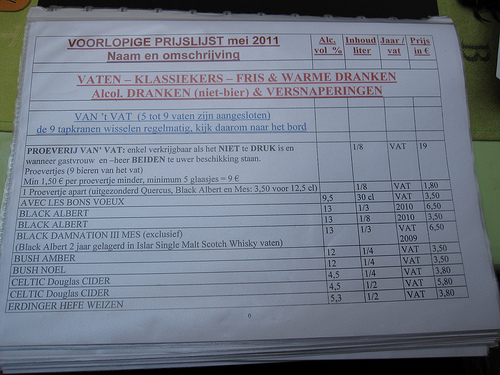 VOORLOPIGE PRIJSLIJST mei 2011
Naam en omschrijving
Alc. vol % Inhoud liter Jaar / vat Prijs in €
VATEN – KLASSIEKERS – FRIS & WARME DRANKEN
Alcol. DRANKEN (niet-bier) & VERSNAPERINGEN
VAN 't VAT (5 tot 9 vaten zijn aangesloten)
de 9 tapkranen wisselen regelmatig, kijk daarom naar het bord
PROEVERIJ VAN' VAT: enkel verkrijgbaar als het NIET te DRUK is en 1/8 VAT 19
wanneer gastvrouw en –heer BEIDEN te uwer beschikking staan.
Proevertjes (9 bieren van het vat)
Min 1,50 € per proevertje minder, minimum 5 glaasjes = 9 €
1 Proevertje apart (uitgezonderd Quercus, Black Albert en Mes: 3,50 voor 12,5 cl) 1/8 VAT 1,80
AVEC LES BONS VOEUX 9,5 30 cl VAT 3,50
BLACK ALBERT 13 1/3 2010 6,50
BLACK ALBERT 13 1/8 2010 3,50
BLACK DAMNATION III MES (exclusief) 13 1/3 VAT 6,50
(Black Albert 2 jaar gelagerd in Islar Single Malt Scotch Whisky vaten) 2009
BUSH AMBER 12 1/4 VAT 3,50
BUSH NOEL 12 1/4 VAT 3,50
CELTIC Douglas CIDER 4,5 1/4 VAT 3,80
CELTIC Douglas CIDER 4,5 1/2 VAT 5,80
ERDINGER HEFE WEIZEN 5,3 1/2 VAT 3,80